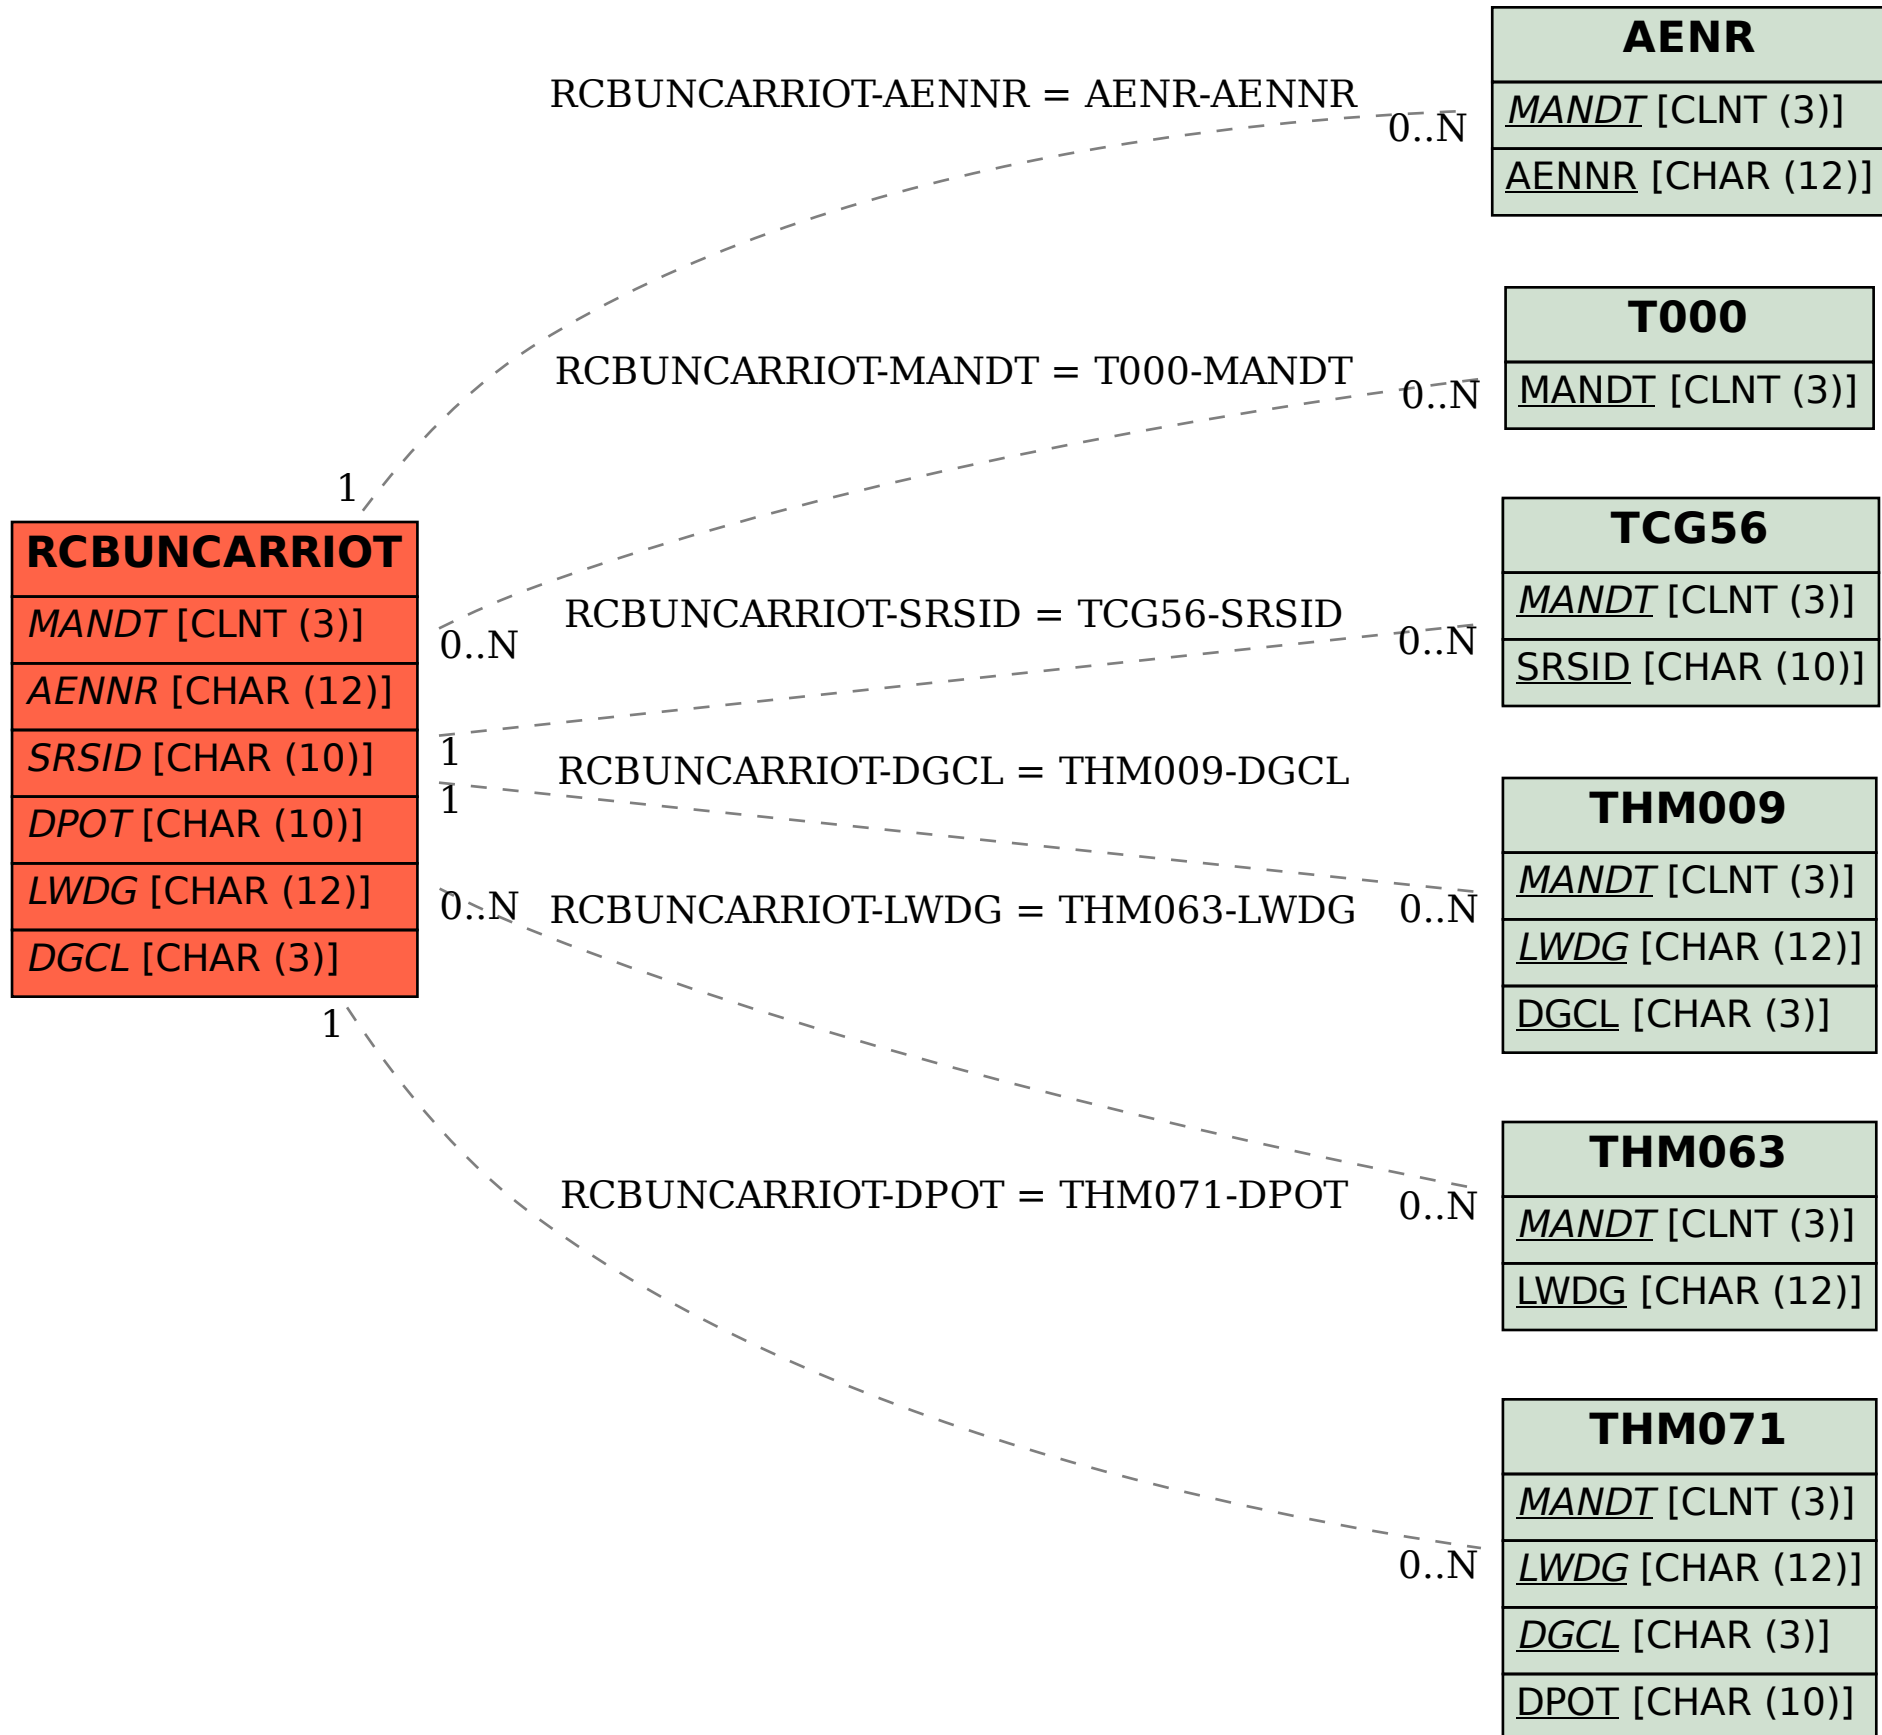 AENR
MANDT [CLNT (3)]
AENNR [CHAR (12)]
RCBUNCARRIOT-AENNR = AENR-AENNR
0..N
1
T000
MANDT [CLNT (3)]
RCBUNCARRIOT-MANDT = T000-MANDT
0..N
0..N
RCBUNCARRIOT
MANDT [CLNT (3)]
AENNR [CHAR (12)]
SRSID [CHAR (10)]
DPOT [CHAR (10)]
LWDG [CHAR (12)]
DGCL [CHAR (3)]
TCG56
MANDT [CLNT (3)]
SRSID [CHAR (10)]
RCBUNCARRIOT-SRSID = TCG56-SRSID
0..N
1
RCBUNCARRIOT-DGCL = THM009-DGCL
1
0..N
THM009
MANDT [CLNT (3)]
LWDG [CHAR (12)]
DGCL [CHAR (3)]
0..N
RCBUNCARRIOT-LWDG = THM063-LWDG
0..N
THM063
MANDT [CLNT (3)]
LWDG [CHAR (12)]
1
RCBUNCARRIOT-DPOT = THM071-DPOT
0..N
THM071
MANDT [CLNT (3)]
LWDG [CHAR (12)]
DGCL [CHAR (3)]
DPOT [CHAR (10)]